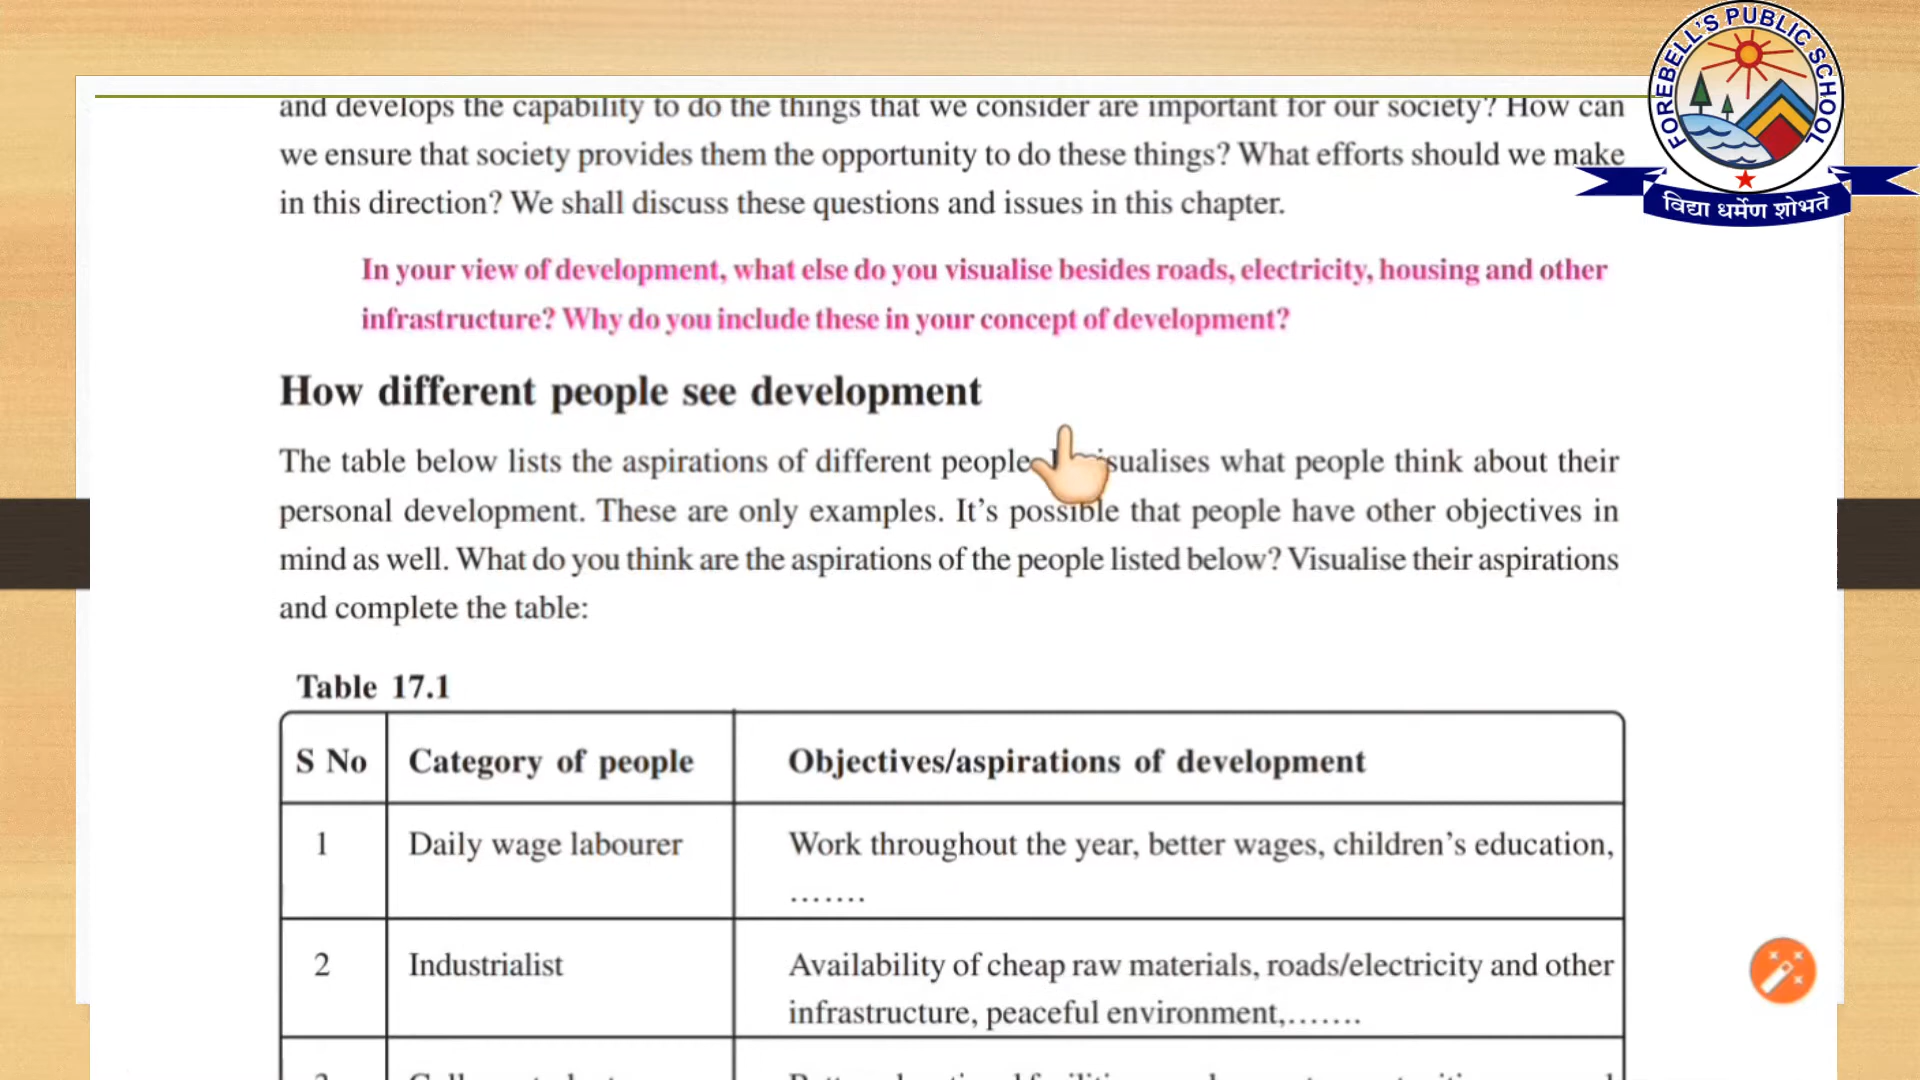 FOREBELL'S PUBLIC SCHOOL
विद्या धर्मेण शोभते
and develops the capability to do the things that we consider are important for our society? How can
we ensure that society provides them the opportunity to do these things? What efforts should we make
in this direction? We shall discuss these questions and issues in this chapter.
In your view of development, what else do you visualise besides roads, electricity, housing and other
infrastructure? Why do you include these in your concept of development?
How different people see development
The table below lists the aspirations of different people visualises what people think about their
personal development. These are only examples. It's possible that people have other objectives in
mind as well. What do you think are the aspirations of the people listed below? Visualise their aspirations
and complete the table:
Table 17.1
S No Category of people Objectives/aspirations of development
1 Daily wage labourer Work throughout the year, better wages, children's education,
.......
2 Industrialist Availability of cheap raw materials, roads/electricity and other
infrastructure, peaceful environment,.......